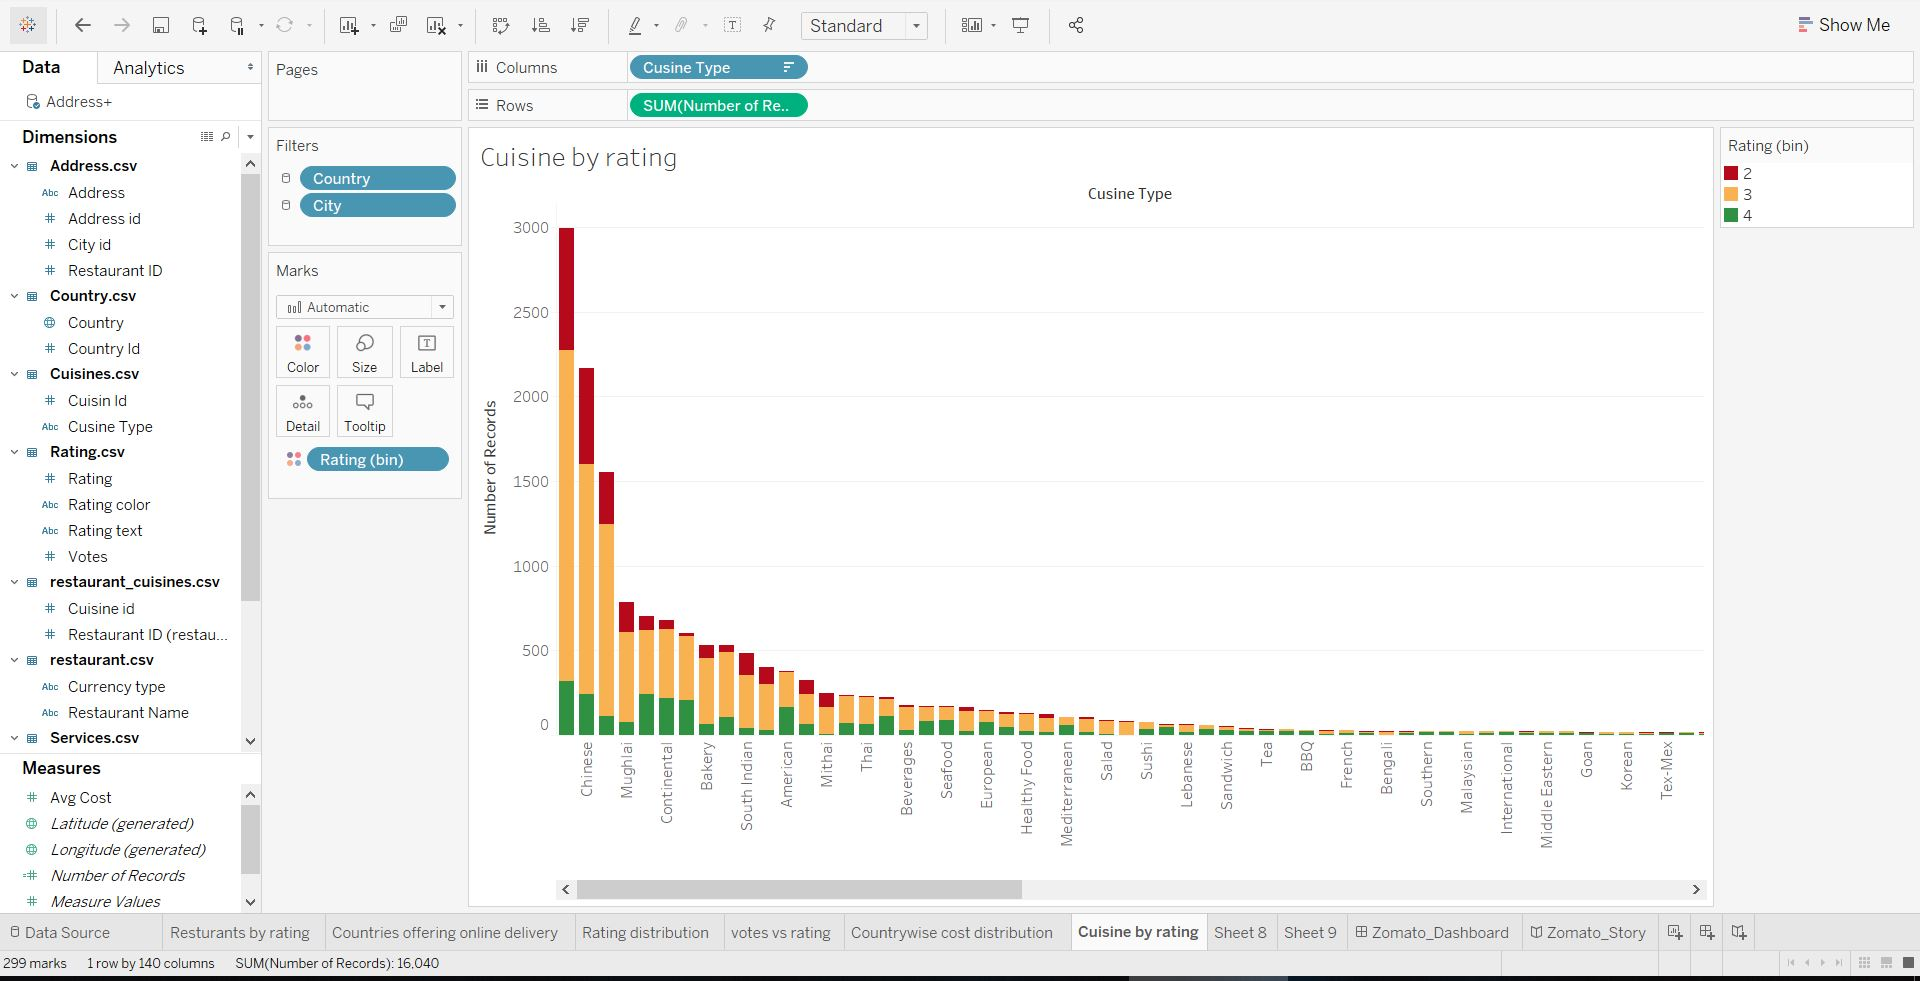 Standard
Show Me
Data
Analytics
Address+
Dimensions
Address.csv
Abc Address
# Address id
# City id
# Restaurant ID
Country.csv
Country
# Country Id
Cuisines.csv
# Cuisin Id
Abc Cusine Type
Rating.csv
# Rating
Abc Rating color
Abc Rating text
# Votes
restaurant_cuisines.csv
# Cuisine id
# Restaurant ID (restau...
restaurant.csv
Abc Currency type
Abc Restaurant Name
Services.csv
Measures
# Avg Cost
Latitude (generated)
Longitude (generated)
=# Number of Records
# Measure Values
Pages
Filters
Country
City
Marks
Automatic
Color
Size
T
Label
Detail
Tooltip
Rating (bin)
Columns
Cusine Type
Rows
SUM(Number of Re..
Cuisine by rating
Cusine Type
Number of Records
3000
2500
2000
1500
1000
500
0
Chinese
Mughlai
Continental
Bakery
South Indian
American
Mithai
Thai
Beverages
Seafood
European
Healthy Food
Mediterranean
Salad
Sushi
Lebanese
Sandwich
Tea
BBQ
French
Bengali
Southern
Malaysian
International
Middle Eastern
Goan
Korean
Tex-Mex
Rating (bin)
2
3
4
Data Source
Resturants by rating
Countries offering online delivery
Rating distribution
votes vs rating
Countrywise cost distribution
Cuisine by rating
Sheet 8
Sheet 9
Zomato_Dashboard
Zomato_Story
299 marks
1 row by 140 columns
SUM(Number of Records): 16,040